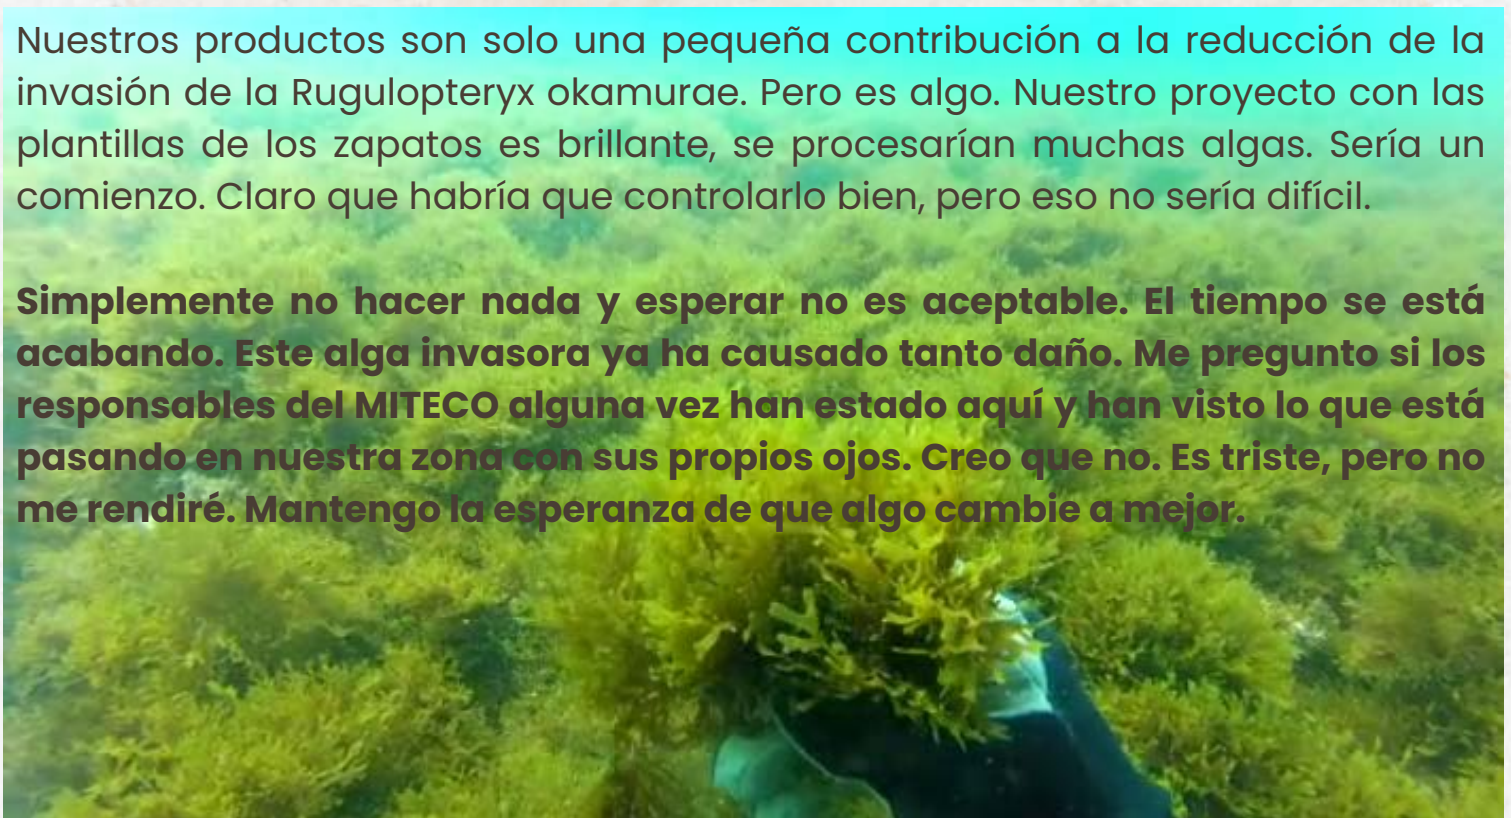 Nuestros productos son solo una pequeña contribución a la reducción de la
invasión de la Rugulopteryx okamurae. Pero es algo. Nuestro proyecto con las
plantillas de los zapatos es brillante, se procesarían muchas algas. Sería un
comienzo. Claro que habría que controlarlo bien, pero eso no sería difícil.
Simplemente no hacer nada y esperar no es aceptable. El tiempo se está
acabando. Este alga invasora ya ha causado tanto daño. Me pregunto si los
responsables del MITECO alguna vez han estado aquí y han visto lo que está
pasando en nuestra zona con sus propios ojos. Creo que no. Es triste, pero no
me rendiré. Mantengo la esperanza de que algo cambie a mejor.